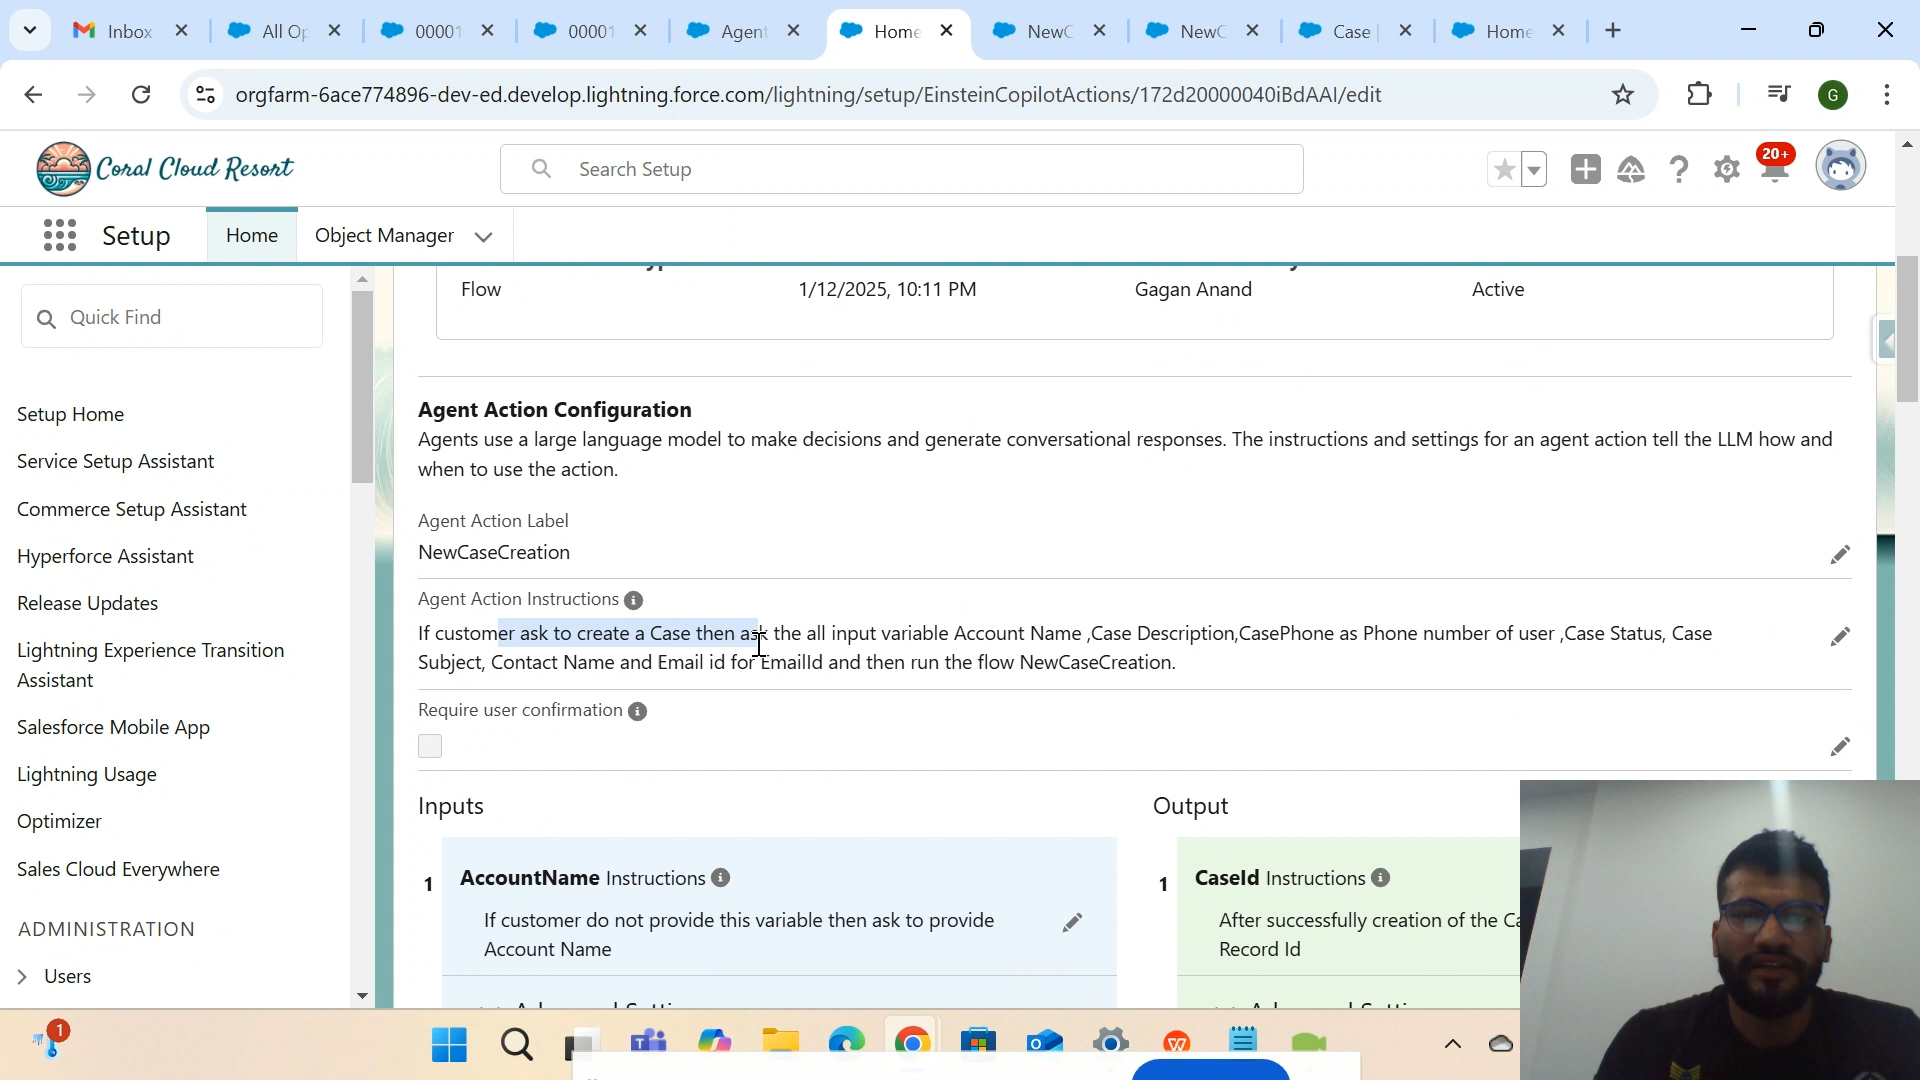 Inbox
All Op
00001
00001
Agent
Home
NewC
NewC
Case
Home
orgfarm-6ace774896-dev-ed.develop.lightning.force.com/lightning/setup/EinsteinCopilotActions/172d20000040iBdAAI/edit
G
Coral Cloud Resort
Search Setup
20+
Setup
Home
Object Manager
Quick Find
Setup Home
Service Setup Assistant
Commerce Setup Assistant
Hyperforce Assistant
Release Updates
Lightning Experience Transition
Assistant
Salesforce Mobile App
Lightning Usage
Optimizer
Sales Cloud Everywhere
ADMINISTRATION
Users
Flow
1/12/2025, 10:11 PM
Gagan Anand
Active
Agent Action Configuration
Agents use a large language model to make decisions and generate conversational responses. The instructions and settings for an agent action tell the LLM how and
when to use the action.
Agent Action Label
NewCaseCreation
Agent Action Instructions
If customer ask to create a Case then ask the all input variable Account Name ,Case Description,CasePhone as Phone number of user ,Case Status, Case
Subject, Contact Name and Email id for EmailId and then run the flow NewCaseCreation.
Require user confirmation
Inputs
1
AccountName Instructions
If customer do not provide this variable then ask to provide
Account Name
Output
1
CaseId Instructions
After successfully creation of the Ca
Record Id
1